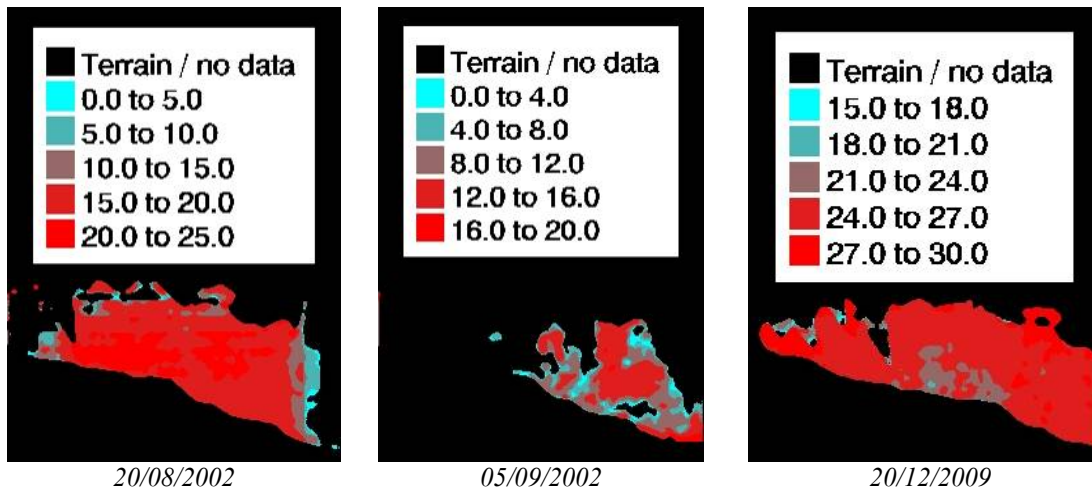 Terrain / no data
0.0 to 5.0
5.0 to 10.0
10.0 to 15.0
15.0 to 20.0
20.0 to 25.0
20/08/2002
Terrain / no data
0.0 to 4.0
4.0 to 8.0
8.0 to 12.0
12.0 to 16.0
16.0 to 20.0
05/09/2002
Terrain / no data
15.0 to 18.0
18.0 to 21.0
21.0 to 24.0
24.0 to 27.0
27.0 to 30.0
20/12/2009